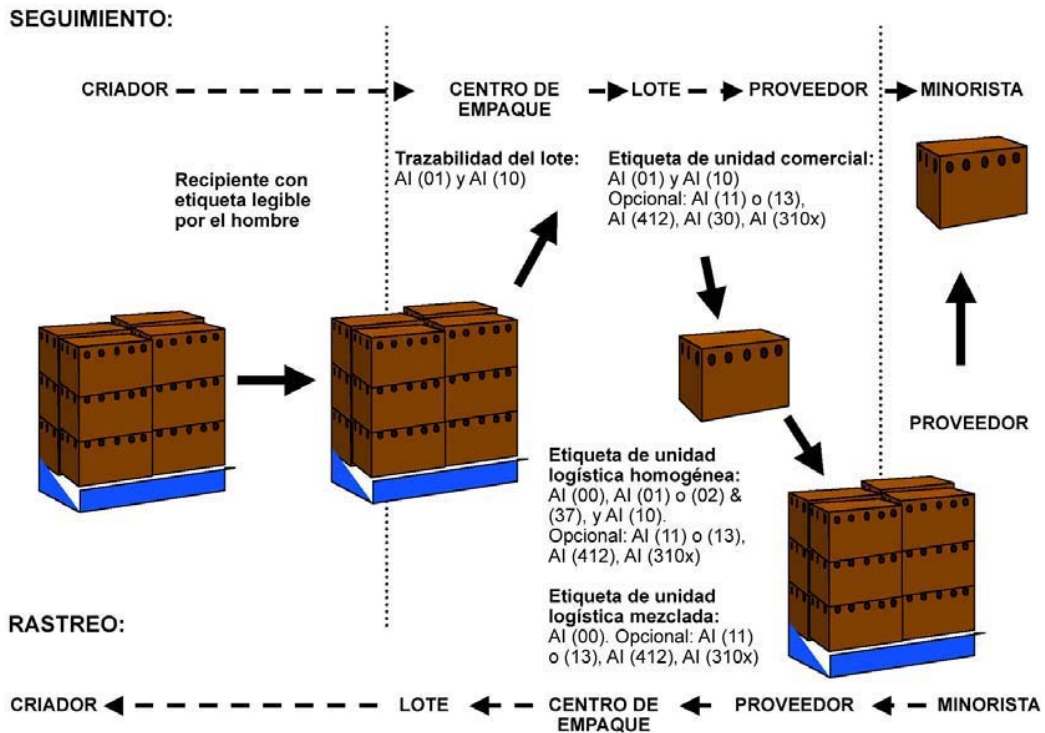 SEGUIMIENTO:
CRIADOR
CENTRO DE
EMPAQUE
LOTE
PROVEEDOR
MINORISTA
Recipiente con
etiqueta legible
por el hombre
Trazabilidad del lote:
AI (01) y AI (10)
Etiqueta de unidad comercial:
AI (01) y AI (10)
Opcional: AI (11) o (13),
AI (412), AI (30), AI (310x)
PROVEEDOR
Etiqueta de unidad
logística homogénea:
AI (00), AI (01) o (02) &
(37), y AI (10).
Opcional: AI (11) o (13),
AI (412), AI (310x)
Etiqueta de unidad
logística mezclada:
AI (00). Opcional: AI (11)
o (13), AI (412), AI (310x)
RASTREO:
CRIADOR
LOTE
CENTRO DE
EMPAQUE
PROVEEDOR
MINORISTA